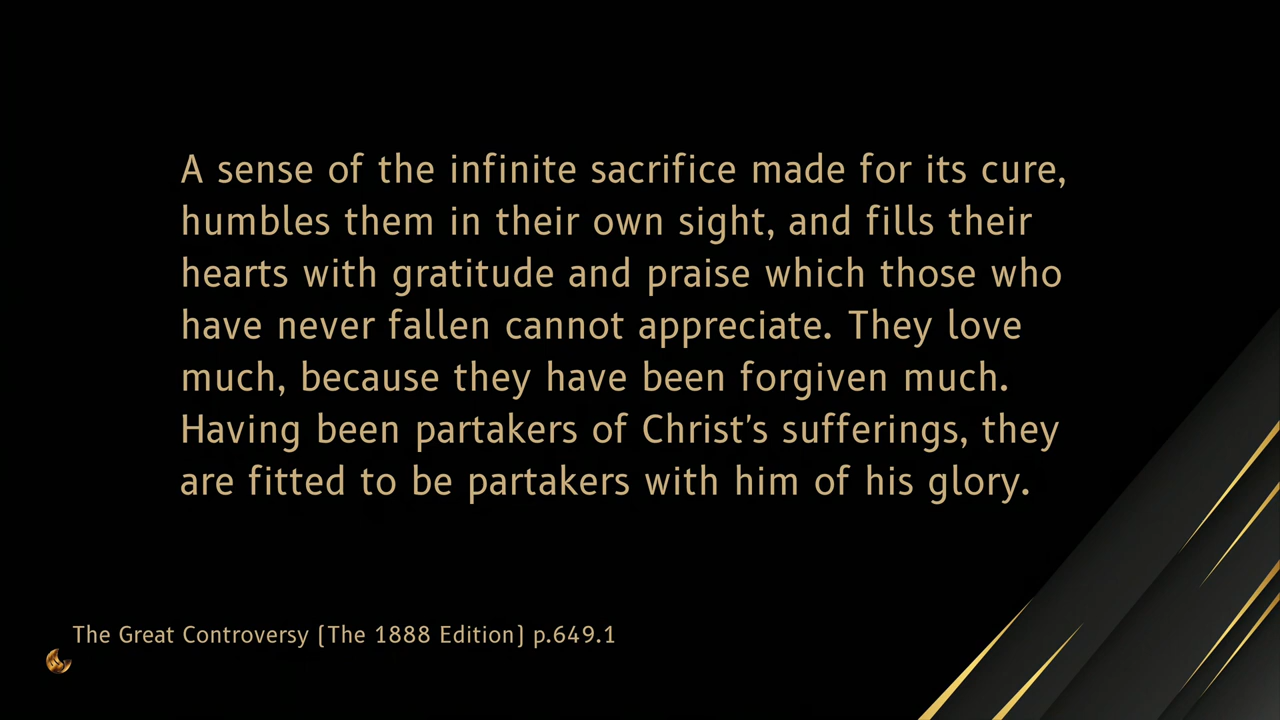 A sense of the infinite sacrifice made for its cure,
humbles them in their own sight, and fills their
hearts with gratitude and praise which those who
have never fallen cannot appreciate. They love
much, because they have been forgiven much.
Having been partakers of Christ's sufferings, they
are fitted to be partakers with him of his glory.
The Great Controversy (The 1888 Edition) p.649.1